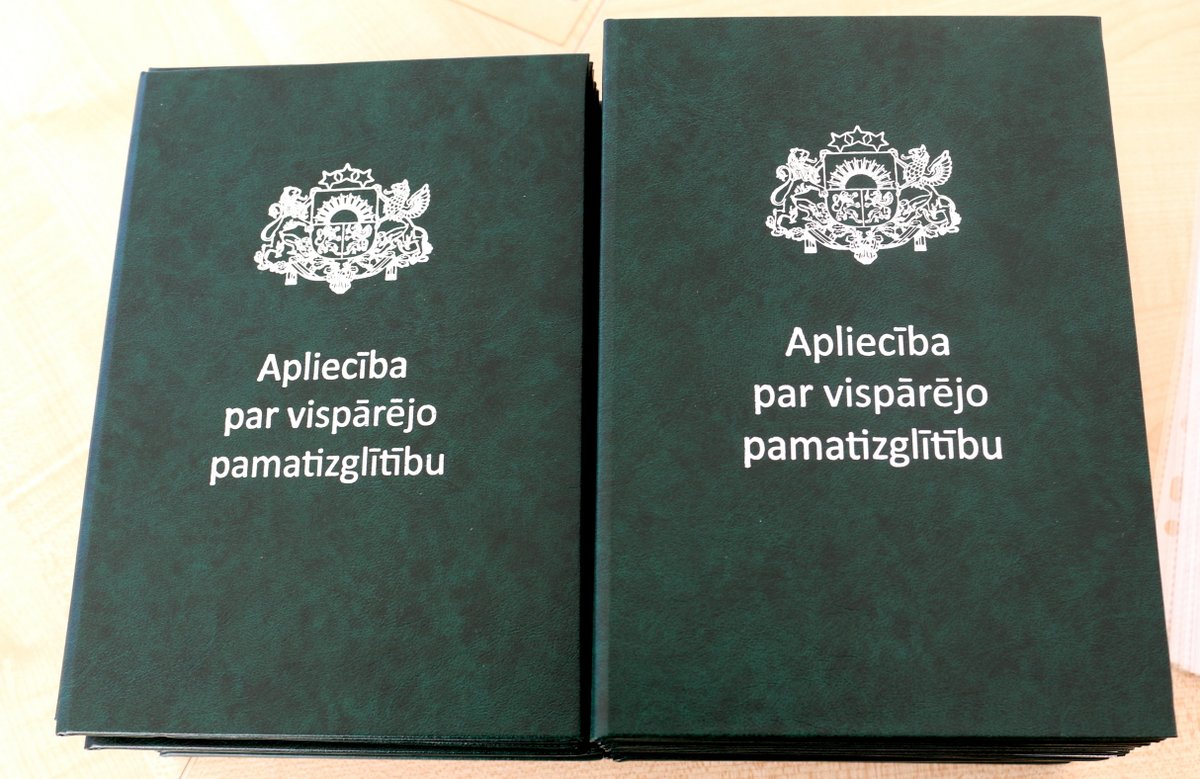 Apliecība
par vispārējo
pamatizglītību
Apliecība
par vispārējo
pamatizglītību